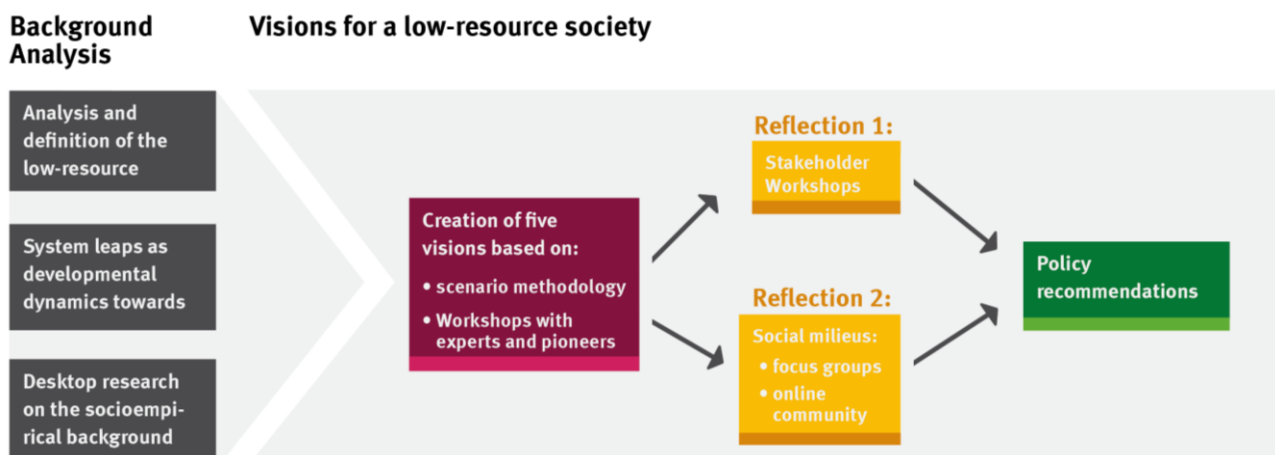 Background
Analysis
Visions for a low-resource society
Analysis and
definition of the
low-resource
System leaps as
developmental
dynamics towards
Desktop research
on the socioempi-
rical background
Creation of five
visions based on:
• scenario methodology
• Workshops with
experts and pioneers
Reflection 1:
Stakeholder
Workshops
Reflection 2:
Social milieus:
• focus groups
• online
community
Policy
recommendations